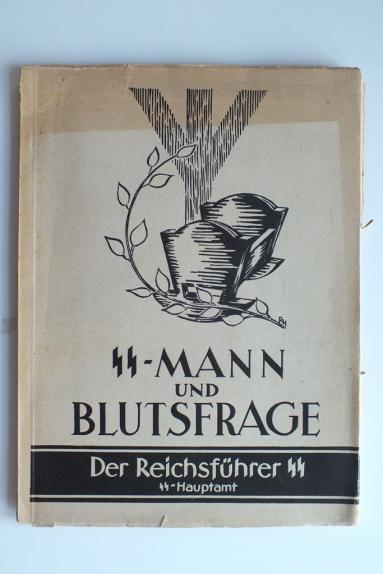 ᛋᛋ-MANN
UND
BLUTSFRAGE
Der Reichsführer ᛋᛋ
ᛋᛋ-Hauptamt